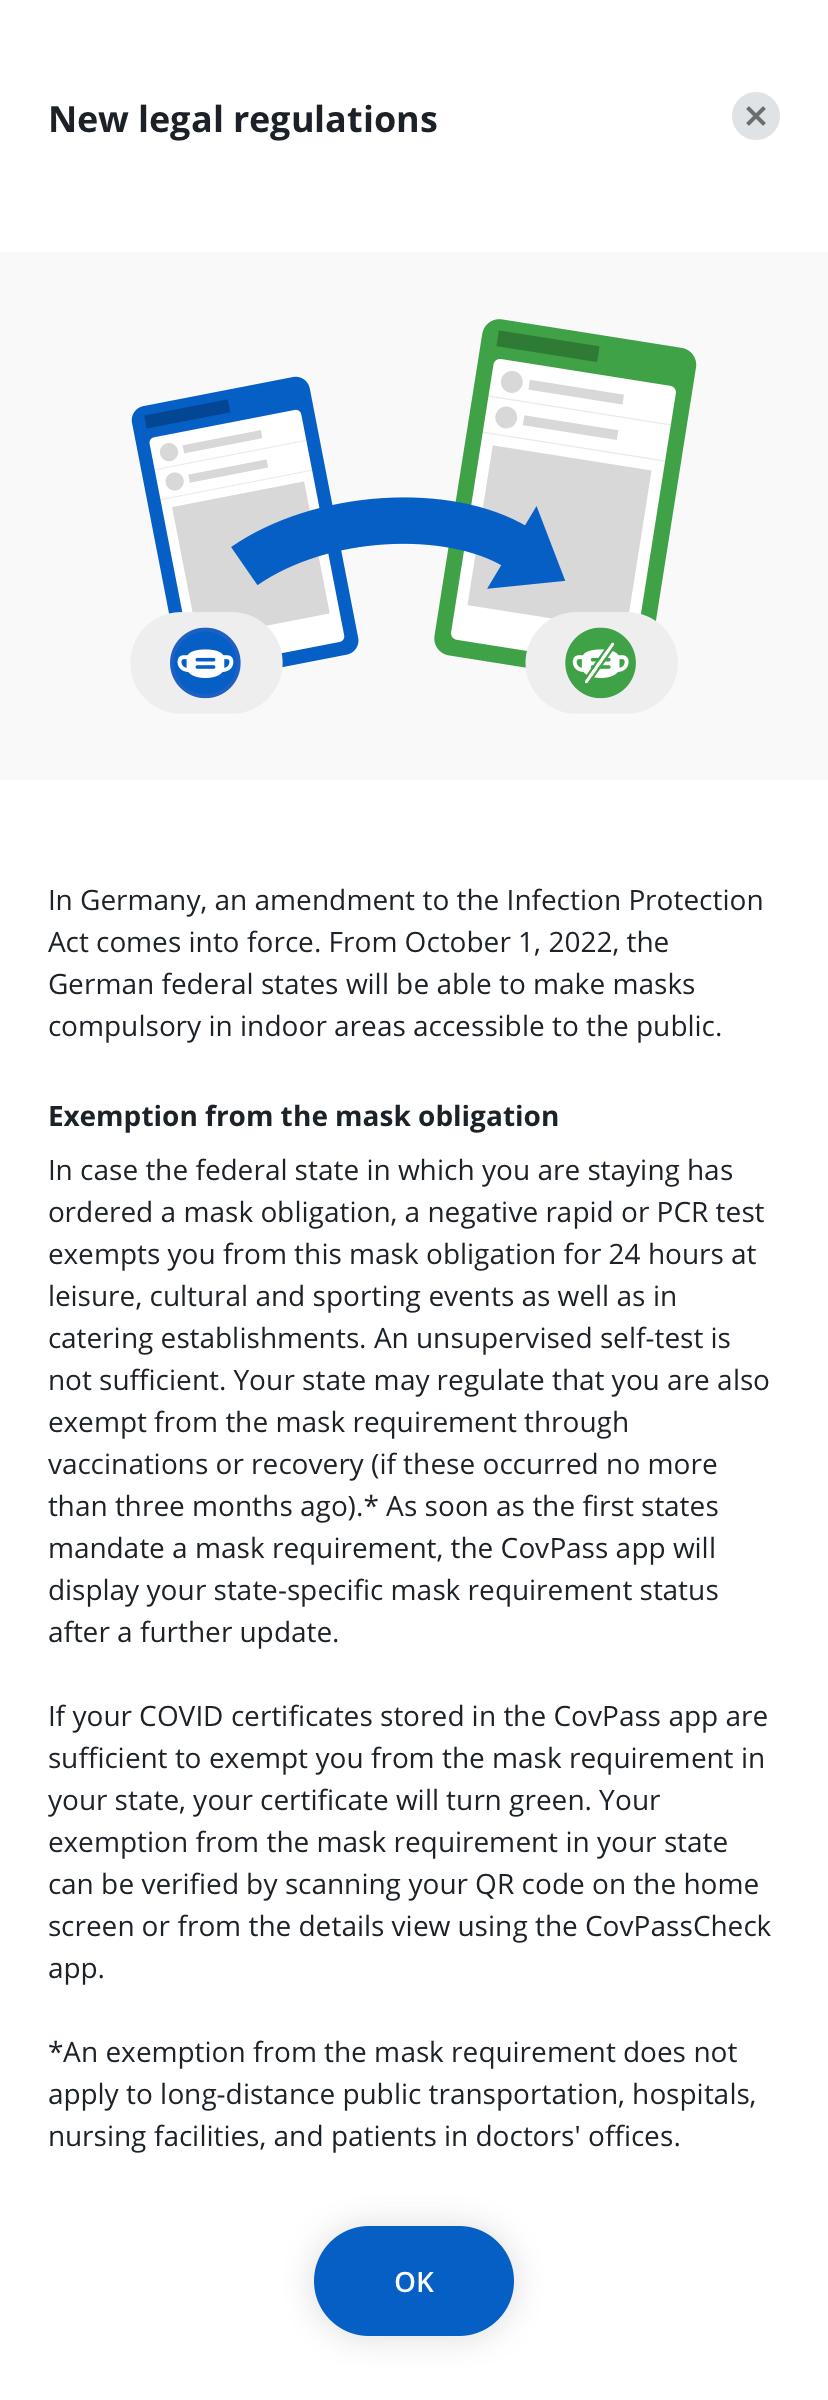 New legal regulations
In Germany, an amendment to the Infection Protection
Act comes into force. From October 1, 2022, the
German federal states will be able to make masks
compulsory in indoor areas accessible to the public.
Exemption from the mask obligation
In case the federal state in which you are staying has
ordered a mask obligation, a negative rapid or PCR test
exempts you from this mask obligation for 24 hours at
leisure, cultural and sporting events as well as in
catering establishments. An unsupervised self-test is
not sufficient. Your state may regulate that you are also
exempt from the mask requirement through
vaccinations or recovery (if these occurred no more
than three months ago).* As soon as the first states
mandate a mask requirement, the CovPass app will
display your state-specific mask requirement status
after a further update.
If your COVID certificates stored in the CovPass app are
sufficient to exempt you from the mask requirement in
your state, your certificate will turn green. Your
exemption from the mask requirement in your state
can be verified by scanning your QR code on the home
screen or from the details view using the CovPassCheck
app.
*An exemption from the mask requirement does not
apply to long-distance public transportation, hospitals,
nursing facilities, and patients in doctors' offices.
OK